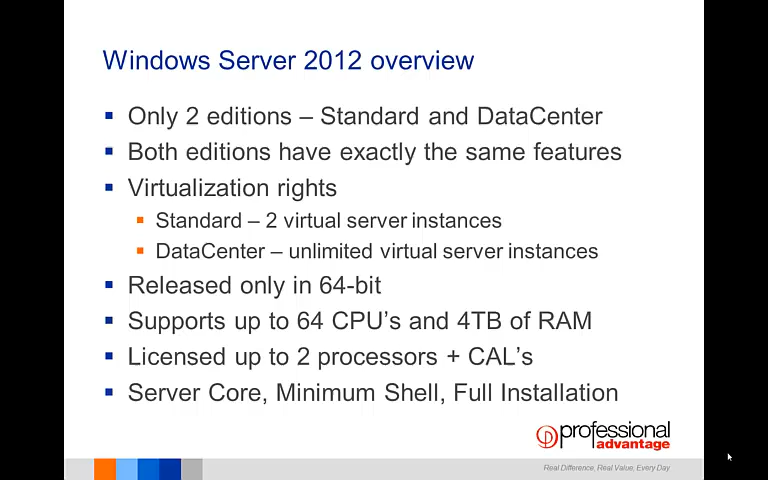 Windows Server 2012 overview
Only 2 editions – Standard and DataCenter
Both editions have exactly the same features
Virtualization rights
Standard – 2 virtual server instances
DataCenter – unlimited virtual server instances
Released only in 64-bit
Supports up to 64 CPU's and 4TB of RAM
Licensed up to 2 processors + CAL's
Server Core, Minimum Shell, Full Installation
professional
advantage
Real Difference, Real Value, Every Day